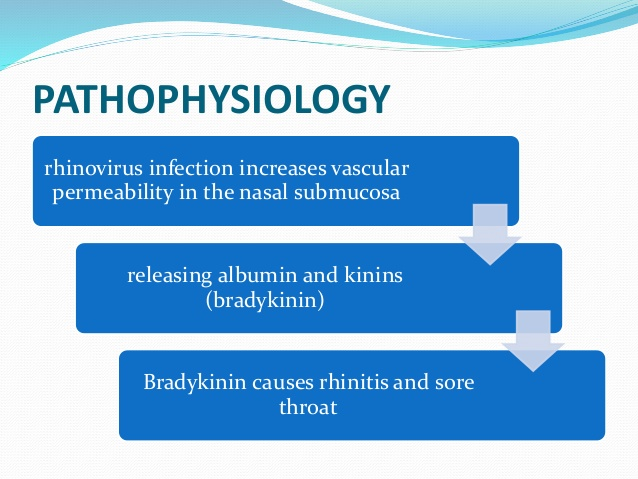 PATHOPHYSIOLOGY
rhinovirus infection increases vascular
permeability in the nasal submucosa
releasing albumin and kinins
(bradykinin)
Bradykinin causes rhinitis and sore
throat